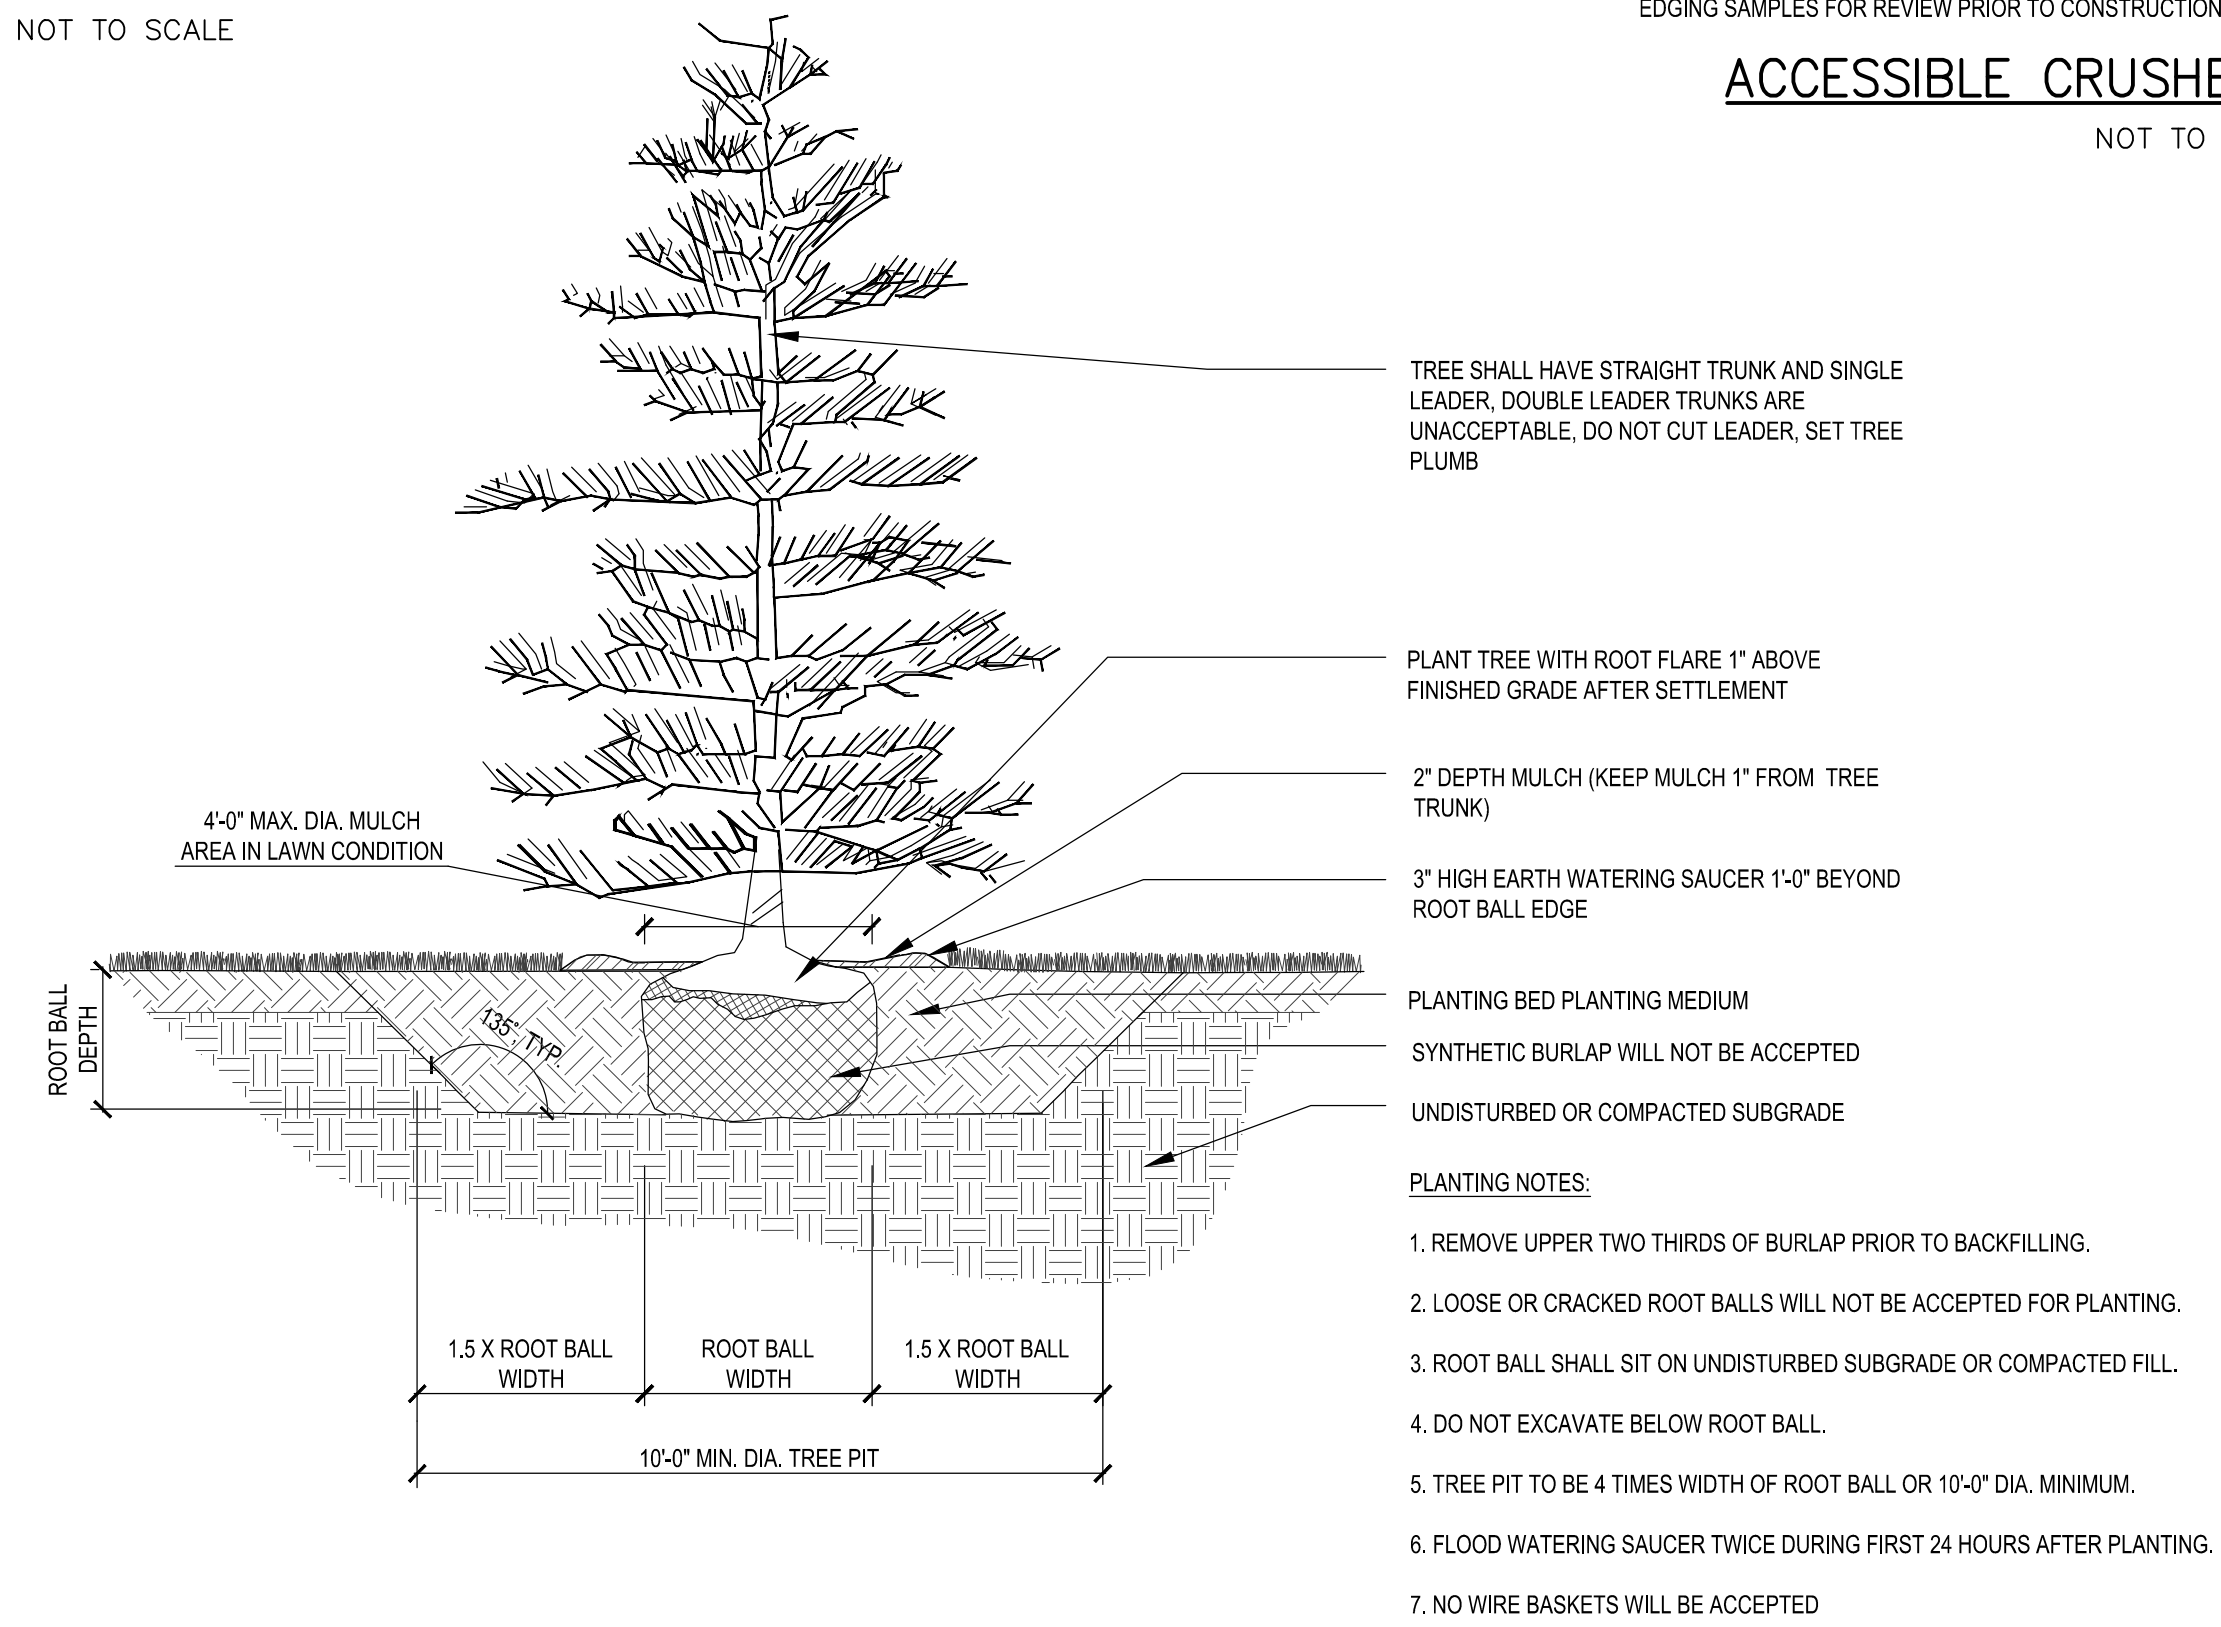 NOT TO SCALE
EDGING SAMPLES FOR REVIEW PRIOR TO CONSTRUCTION
ACCESSIBLE CRUSHE
NOT TO
TREE SHALL HAVE STRAIGHT TRUNK AND SINGLE
LEADER, DOUBLE LEADER TRUNKS ARE
UNACCEPTABLE, DO NOT CUT LEADER, SET TREE
PLUMB
PLANT TREE WITH ROOT FLARE 1" ABOVE
FINISHED GRADE AFTER SETTLEMENT
2" DEPTH MULCH (KEEP MULCH 1" FROM TREE
TRUNK)
4'-0" MAX. DIA. MULCH
AREA IN LAWN CONDITION
3" HIGH EARTH WATERING SAUCER 1'-0" BEYOND
ROOT BALL EDGE
ROOT BALL
DEPTH
135°, TYP.
PLANTING BED PLANTING MEDIUM
SYNTHETIC BURLAP WILL NOT BE ACCEPTED
UNDISTURBED OR COMPACTED SUBGRADE
1.5 X ROOT BALL
WIDTH
ROOT BALL
WIDTH
1.5 X ROOT BALL
WIDTH
10'-0" MIN. DIA. TREE PIT
PLANTING NOTES:
1. REMOVE UPPER TWO THIRDS OF BURLAP PRIOR TO BACKFILLING.
2. LOOSE OR CRACKED ROOT BALLS WILL NOT BE ACCEPTED FOR PLANTING.
3. ROOT BALL SHALL SIT ON UNDISTURBED SUBGRADE OR COMPACTED FILL.
4. DO NOT EXCAVATE BELOW ROOT BALL.
5. TREE PIT TO BE 4 TIMES WIDTH OF ROOT BALL OR 10'-0" DIA. MINIMUM.
6. FLOOD WATERING SAUCER TWICE DURING FIRST 24 HOURS AFTER PLANTING.
7. NO WIRE BASKETS WILL BE ACCEPTED